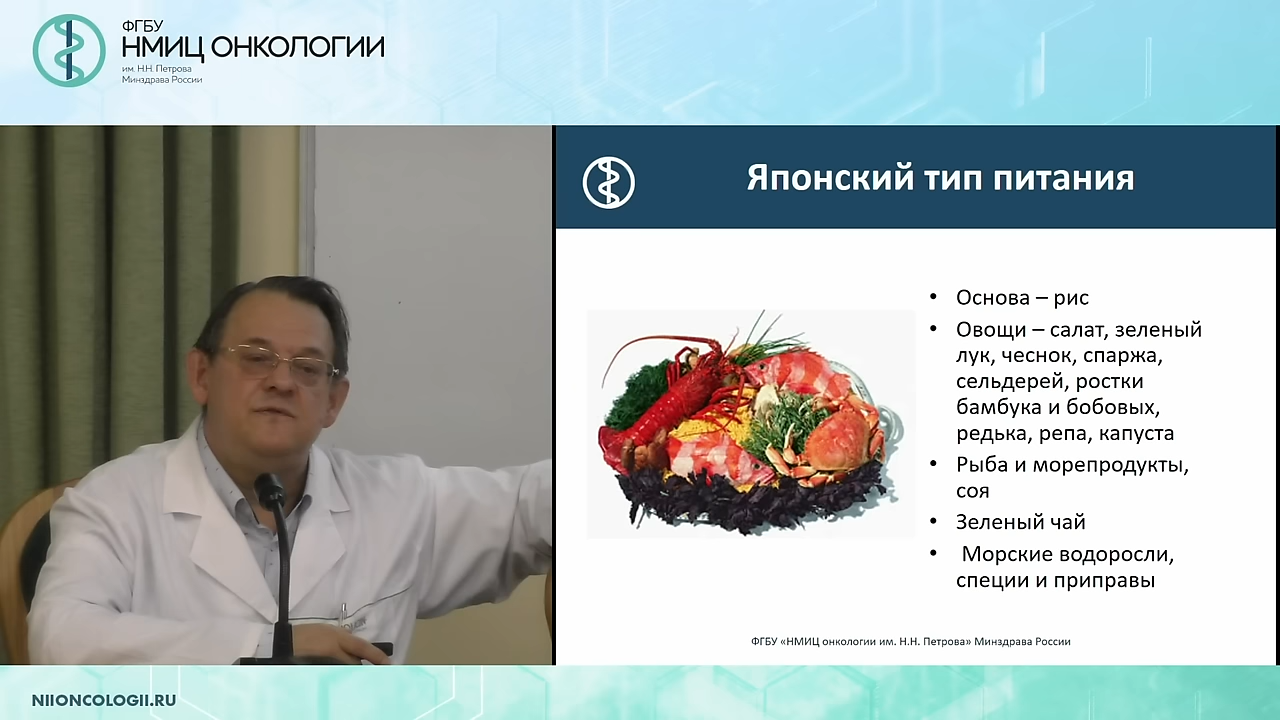 ФГБУ
НМИЦ ОНКОЛОГИИ
им. Н.Н. Петрова
Минздрава России
Японский тип питания
• Основа – рис
• Овощи – салат, зеленый
лук, чеснок, спаржа,
сельдерей, ростки
бамбука и бобовых,
редька, репа, капуста
• Рыба и морепродукты,
соя
• Зеленый чай
• Морские водоросли,
специи и приправы
ФГБУ «НМИЦ онкологии им. Н.Н. Петрова» Минздрава России
NIIONCOLOGII.RU